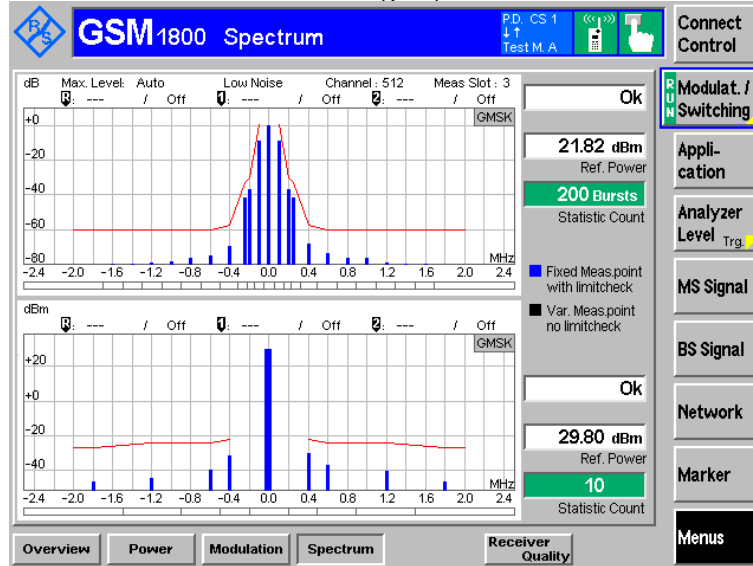 R/S
GSM 1800 Spectrum
P.D. CS 1
↓↑
Test M. A
Connect
Control
dB Max. Level: Auto Low Noise Channel : 512 Meas Slot : 3
R: --- / Off 1: --- / Off 2: --- / Off
GMSK
+0
-20
-40
-60
-80
MHz
-2.4 -2.0 -1.6 -1.2 -0.8 -0.4 0.0 0.4 0.8 1.2 1.6 2.0 2.4
Ok
21.82 dBm
Ref. Power
200 Bursts
Statistic Count
Fixed Meas.point
with limitcheck
Var. Meas.point
no limitcheck
dBm
R: --- / Off 1: --- / Off 2: --- / Off
GMSK
+20
+0
-20
-40
MHz
-2.4 -2.0 -1.6 -1.2 -0.8 -0.4 0.0 0.4 0.8 1.2 1.6 2.0 2.4
Ok
29.80 dBm
Ref. Power
10
Statistic Count
RUN
Modulat. /
Switching
Appli-
cation
Analyzer
Level Trg.
MS Signal
BS Signal
Network
Marker
Menus
Overview Power Modulation Spectrum Receiver
Quality